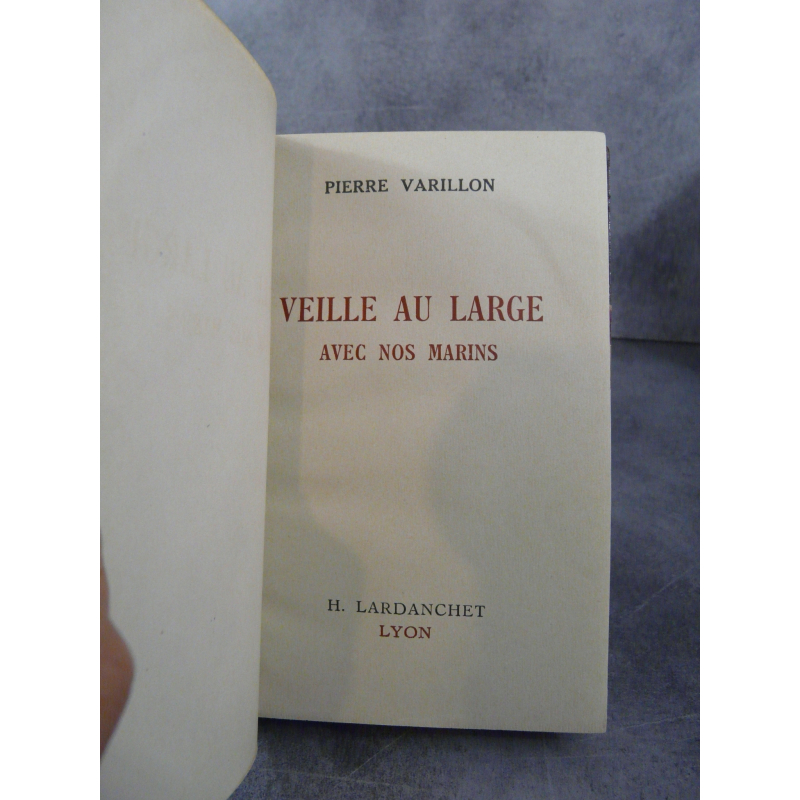 PIERRE VARILLON
VEILLE AU LARGE
AVEC NOS MARINS
H. LARDANCHET
LYON